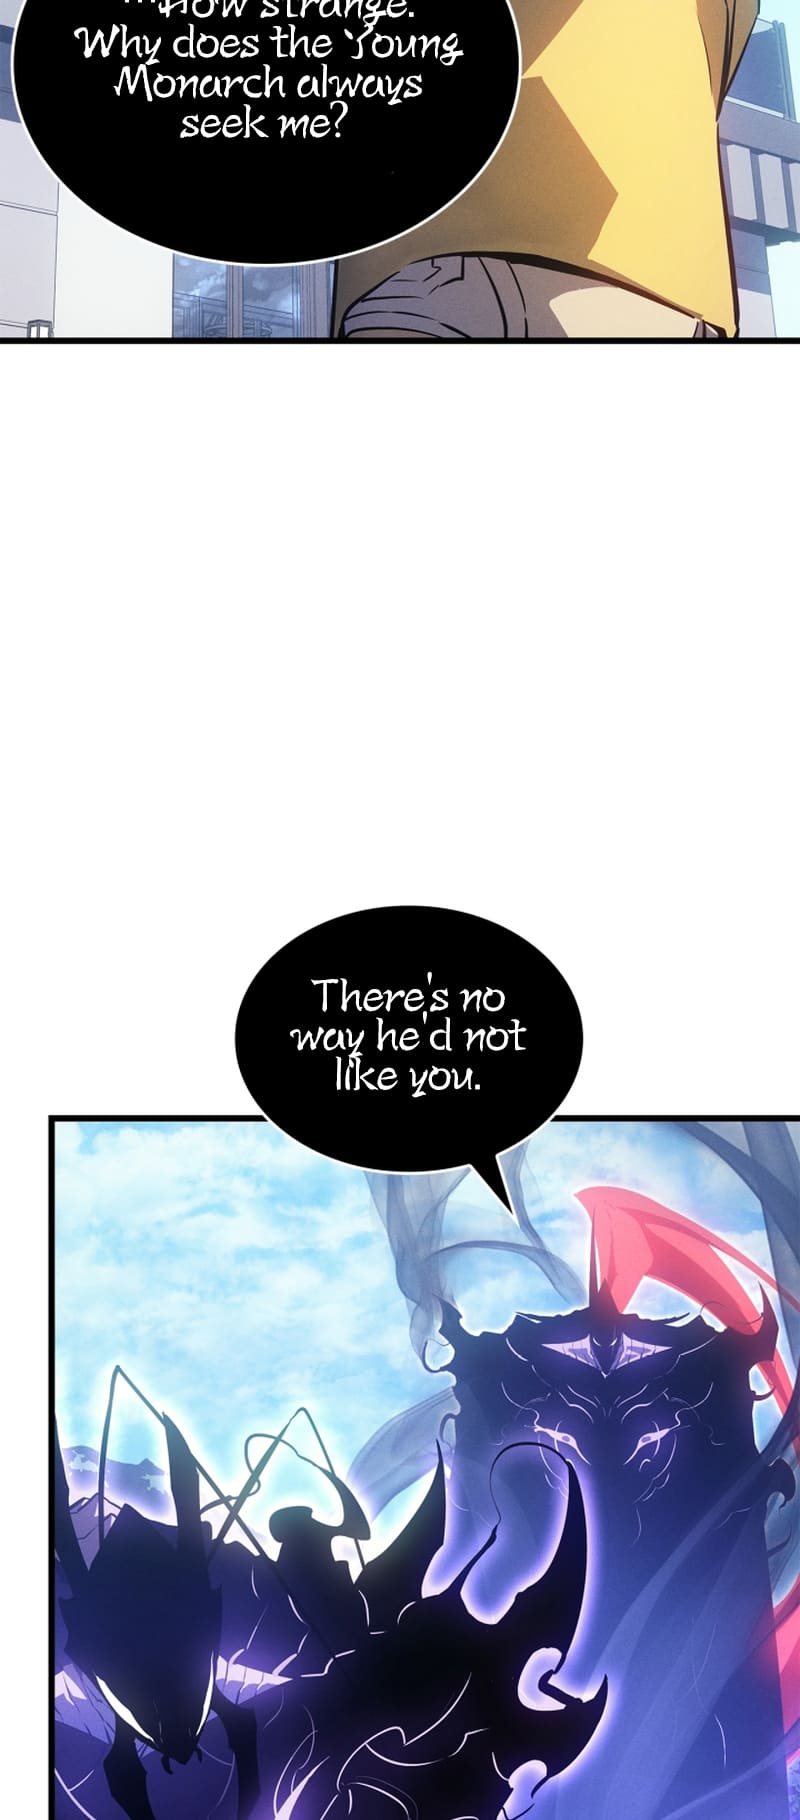 ...How strange.
Why does the Young
Monarch always
seek me?
There's no
way he'd not
like you.